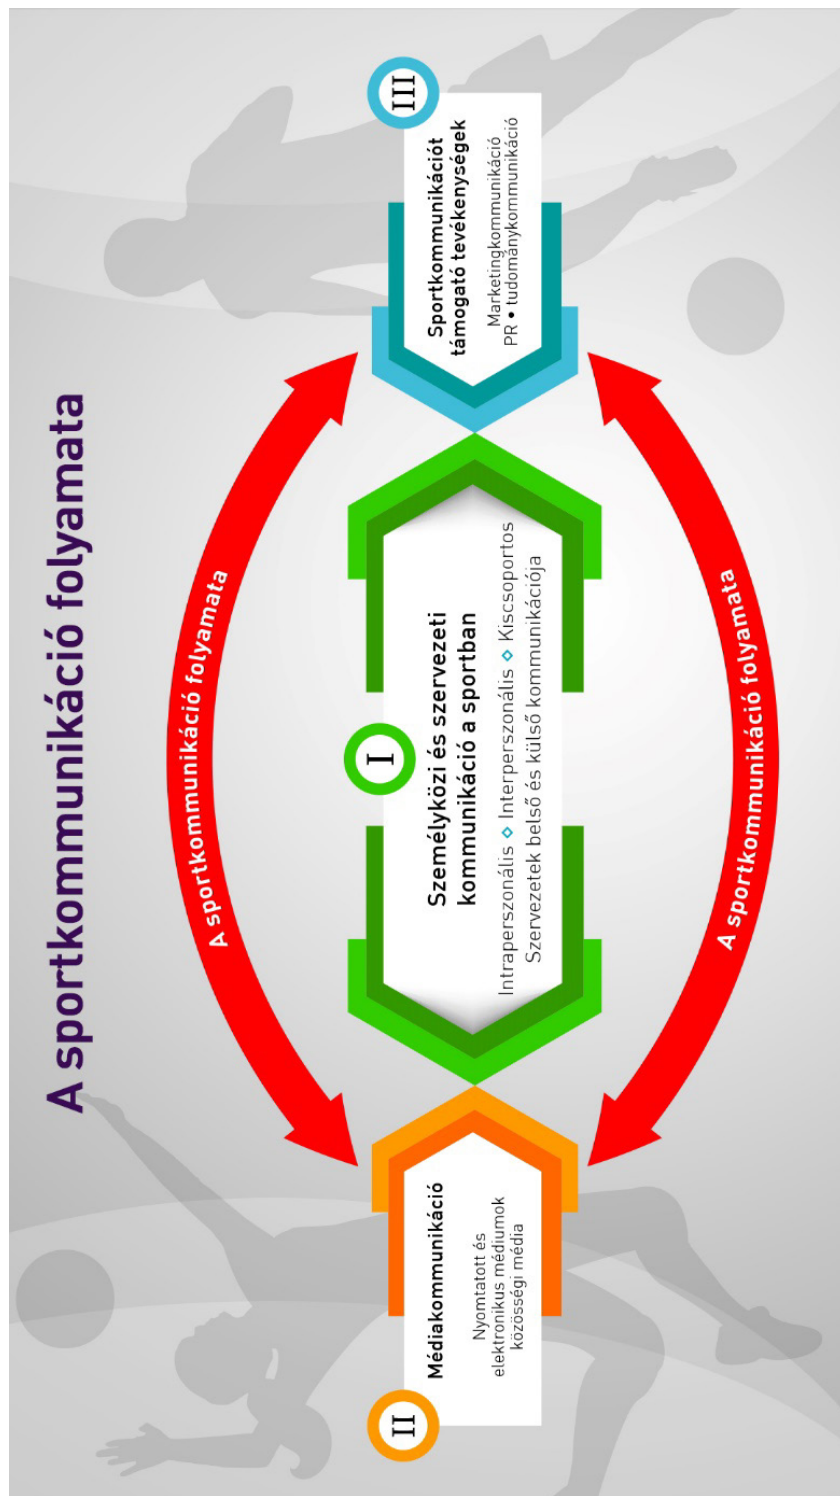 A sportkommunikáció folyamata
A sportkommunikáció folyamata
II
Médiakommunikáció
Nyomtatott és
elektronikus médiumok
közösségi média
I
Személyközi és szervezeti
kommunikáció a sportban
Intraperszonális ◇ Interperszonális ◇ Kiscsoportos
Szervezetek belső és külső kommunikációja
III
Sportkommunikációt
támogató tevékenységek
Marketingkommunikáció
PR • tudománykommunikáció
A sportkommunikáció folyamata